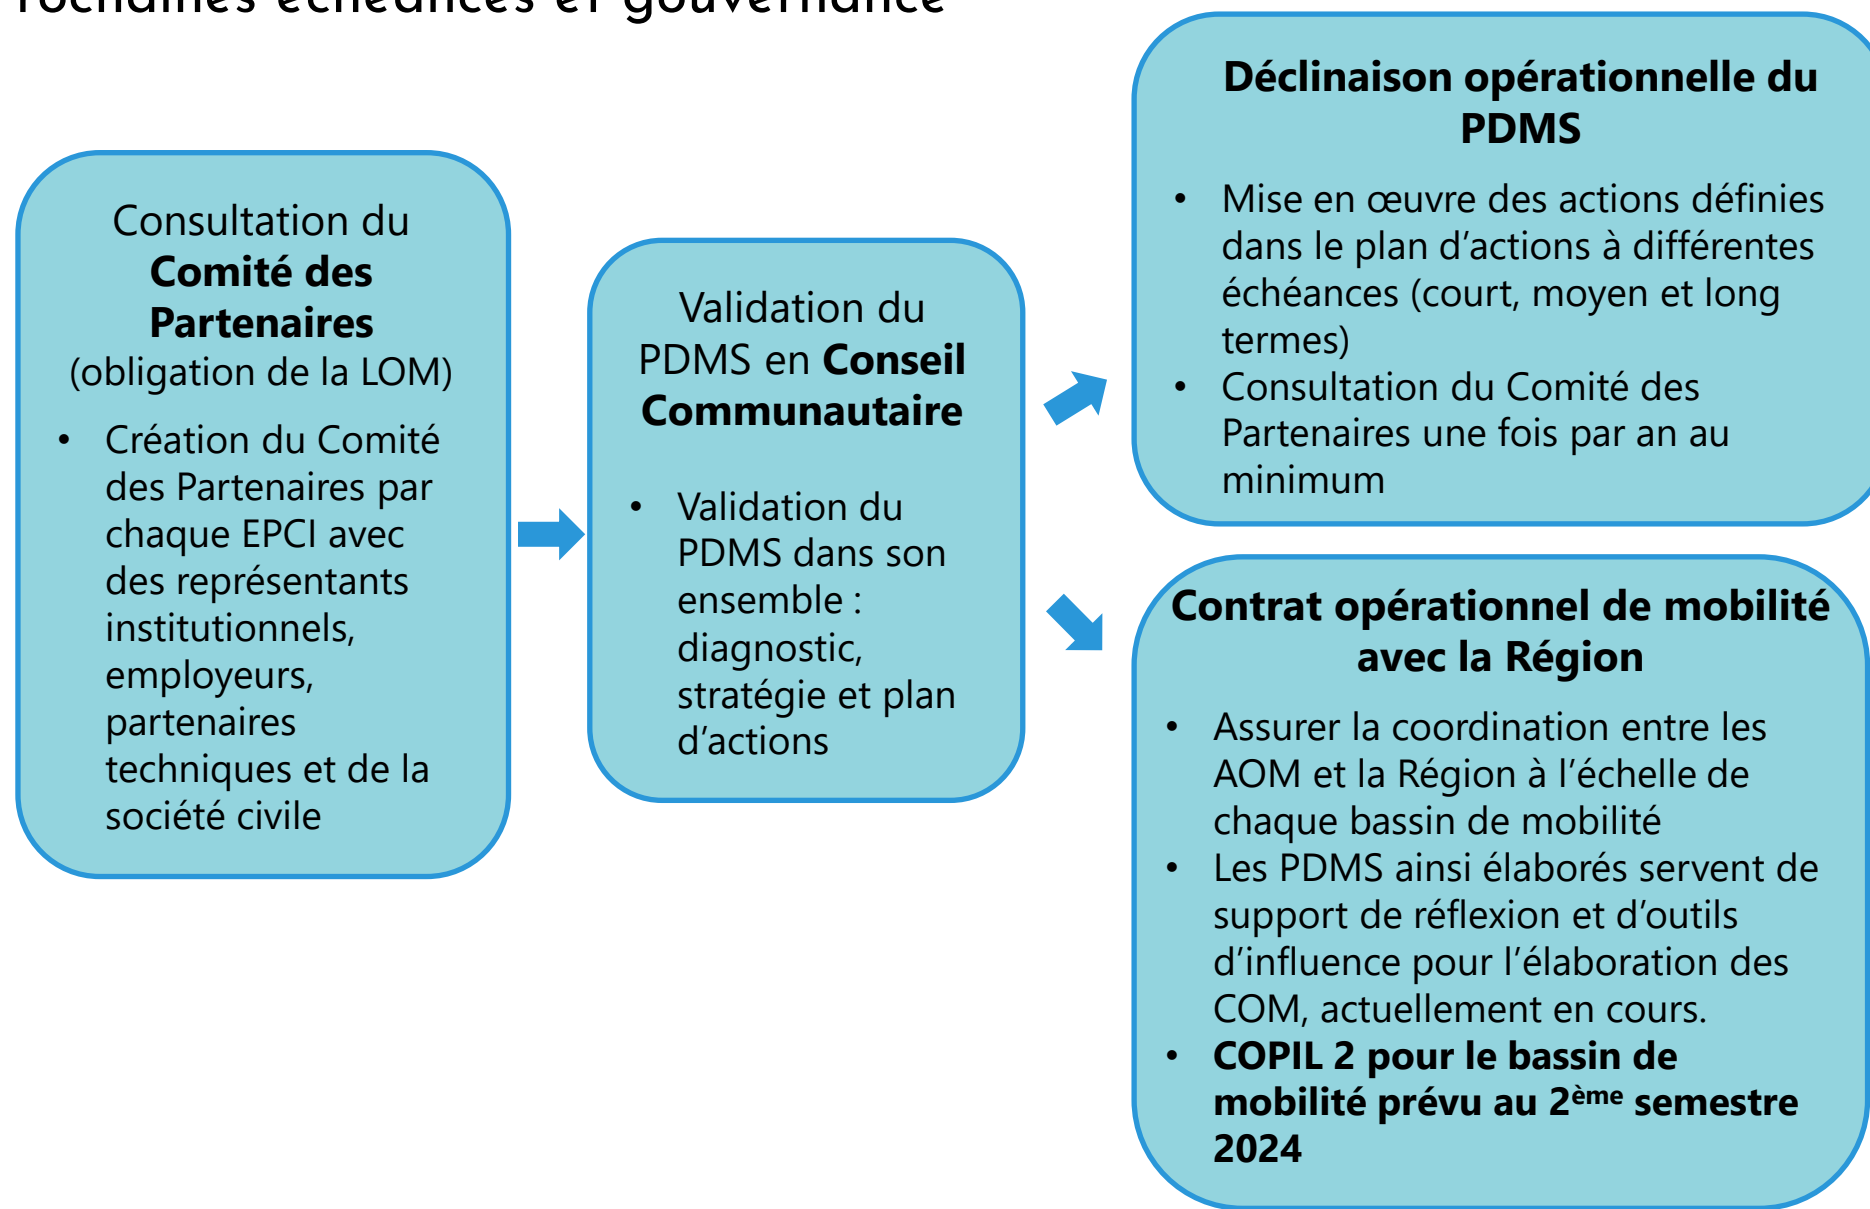 rochaines échéances et gouvernance
Consultation du
Comité des
Partenaires
(obligation de la LOM)
• Création du Comité
des Partenaires par
chaque EPCI avec
des représentants
institutionnels,
employeurs,
partenaires
techniques et de la
société civile
Validation du
PDMS en Conseil
Communautaire
• Validation du
PDMS dans son
ensemble :
diagnostic,
stratégie et plan
d’actions
Déclinaison opérationnelle du
PDMS
• Mise en œuvre des actions définies
dans le plan d’actions à différentes
échéances (court, moyen et long
termes)
• Consultation du Comité des
Partenaires une fois par an au
minimum
Contrat opérationnel de mobilité
avec la Région
• Assurer la coordination entre les
AOM et la Région à l’échelle de
chaque bassin de mobilité
• Les PDMS ainsi élaborés servent de
support de réflexion et d’outils
d’influence pour l’élaboration des
COM, actuellement en cours.
• COPIL 2 pour le bassin de
mobilité prévu au 2ème semestre
2024